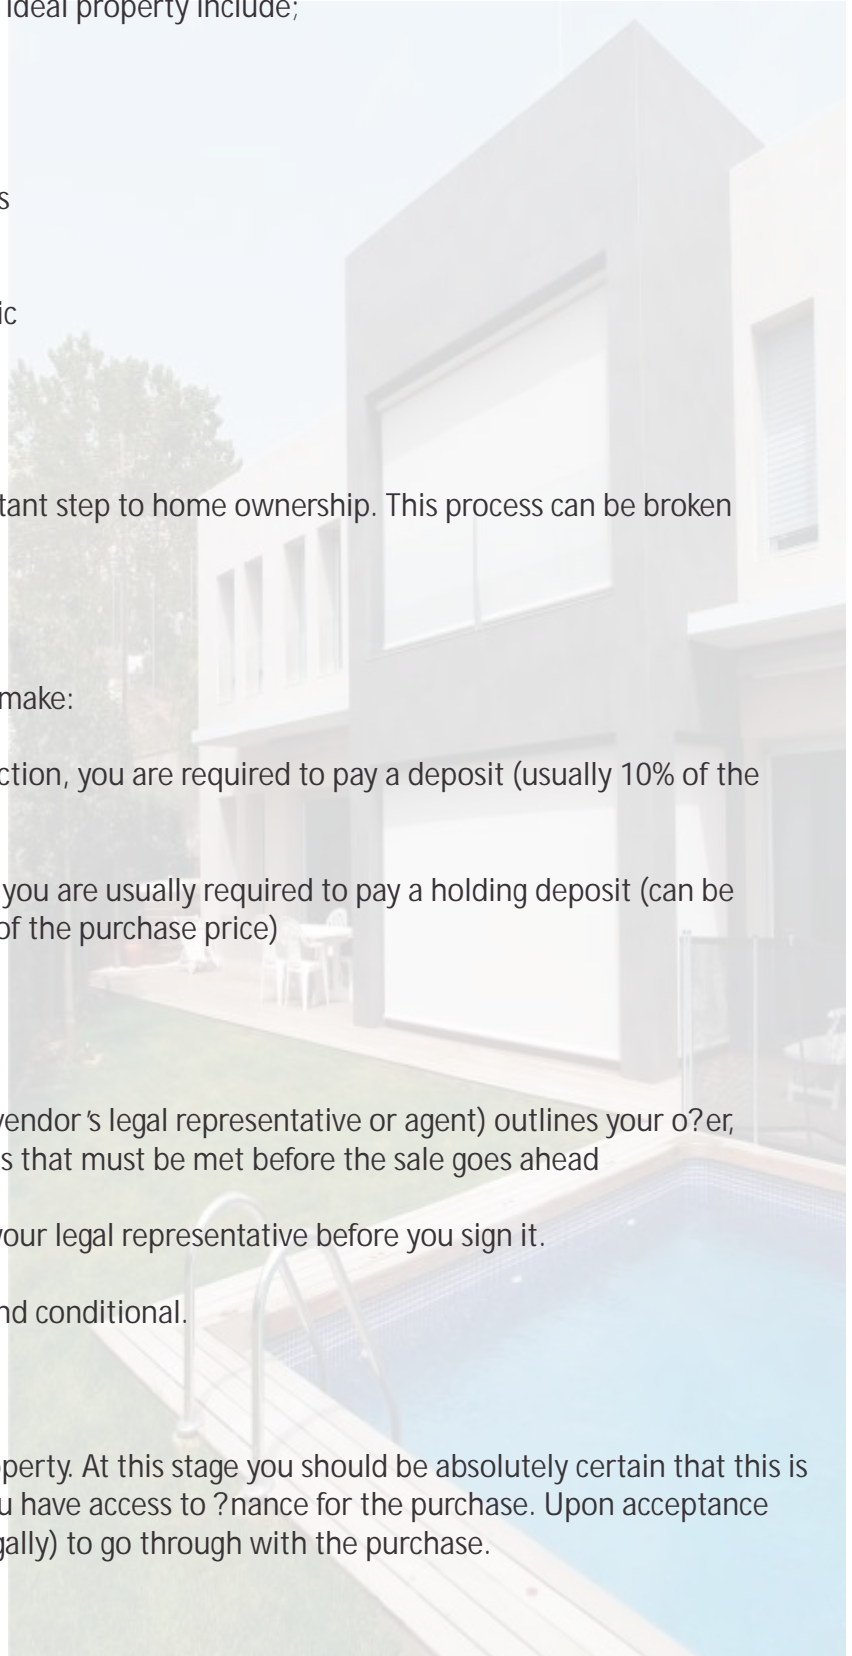 ideal property include;
s
ic
tant step to home ownership. This process can be broken
make:
ction, you are required to pay a deposit (usually 10% of the
you are usually required to pay a holding deposit (can be
of the purchase price)
vendor's legal representative or agent) outlines your o?er,
s that must be met before the sale goes ahead
your legal representative before you sign it.
nd conditional.
operty. At this stage you should be absolutely certain that this is
u have access to ?nance for the purchase. Upon acceptance
gally) to go through with the purchase.